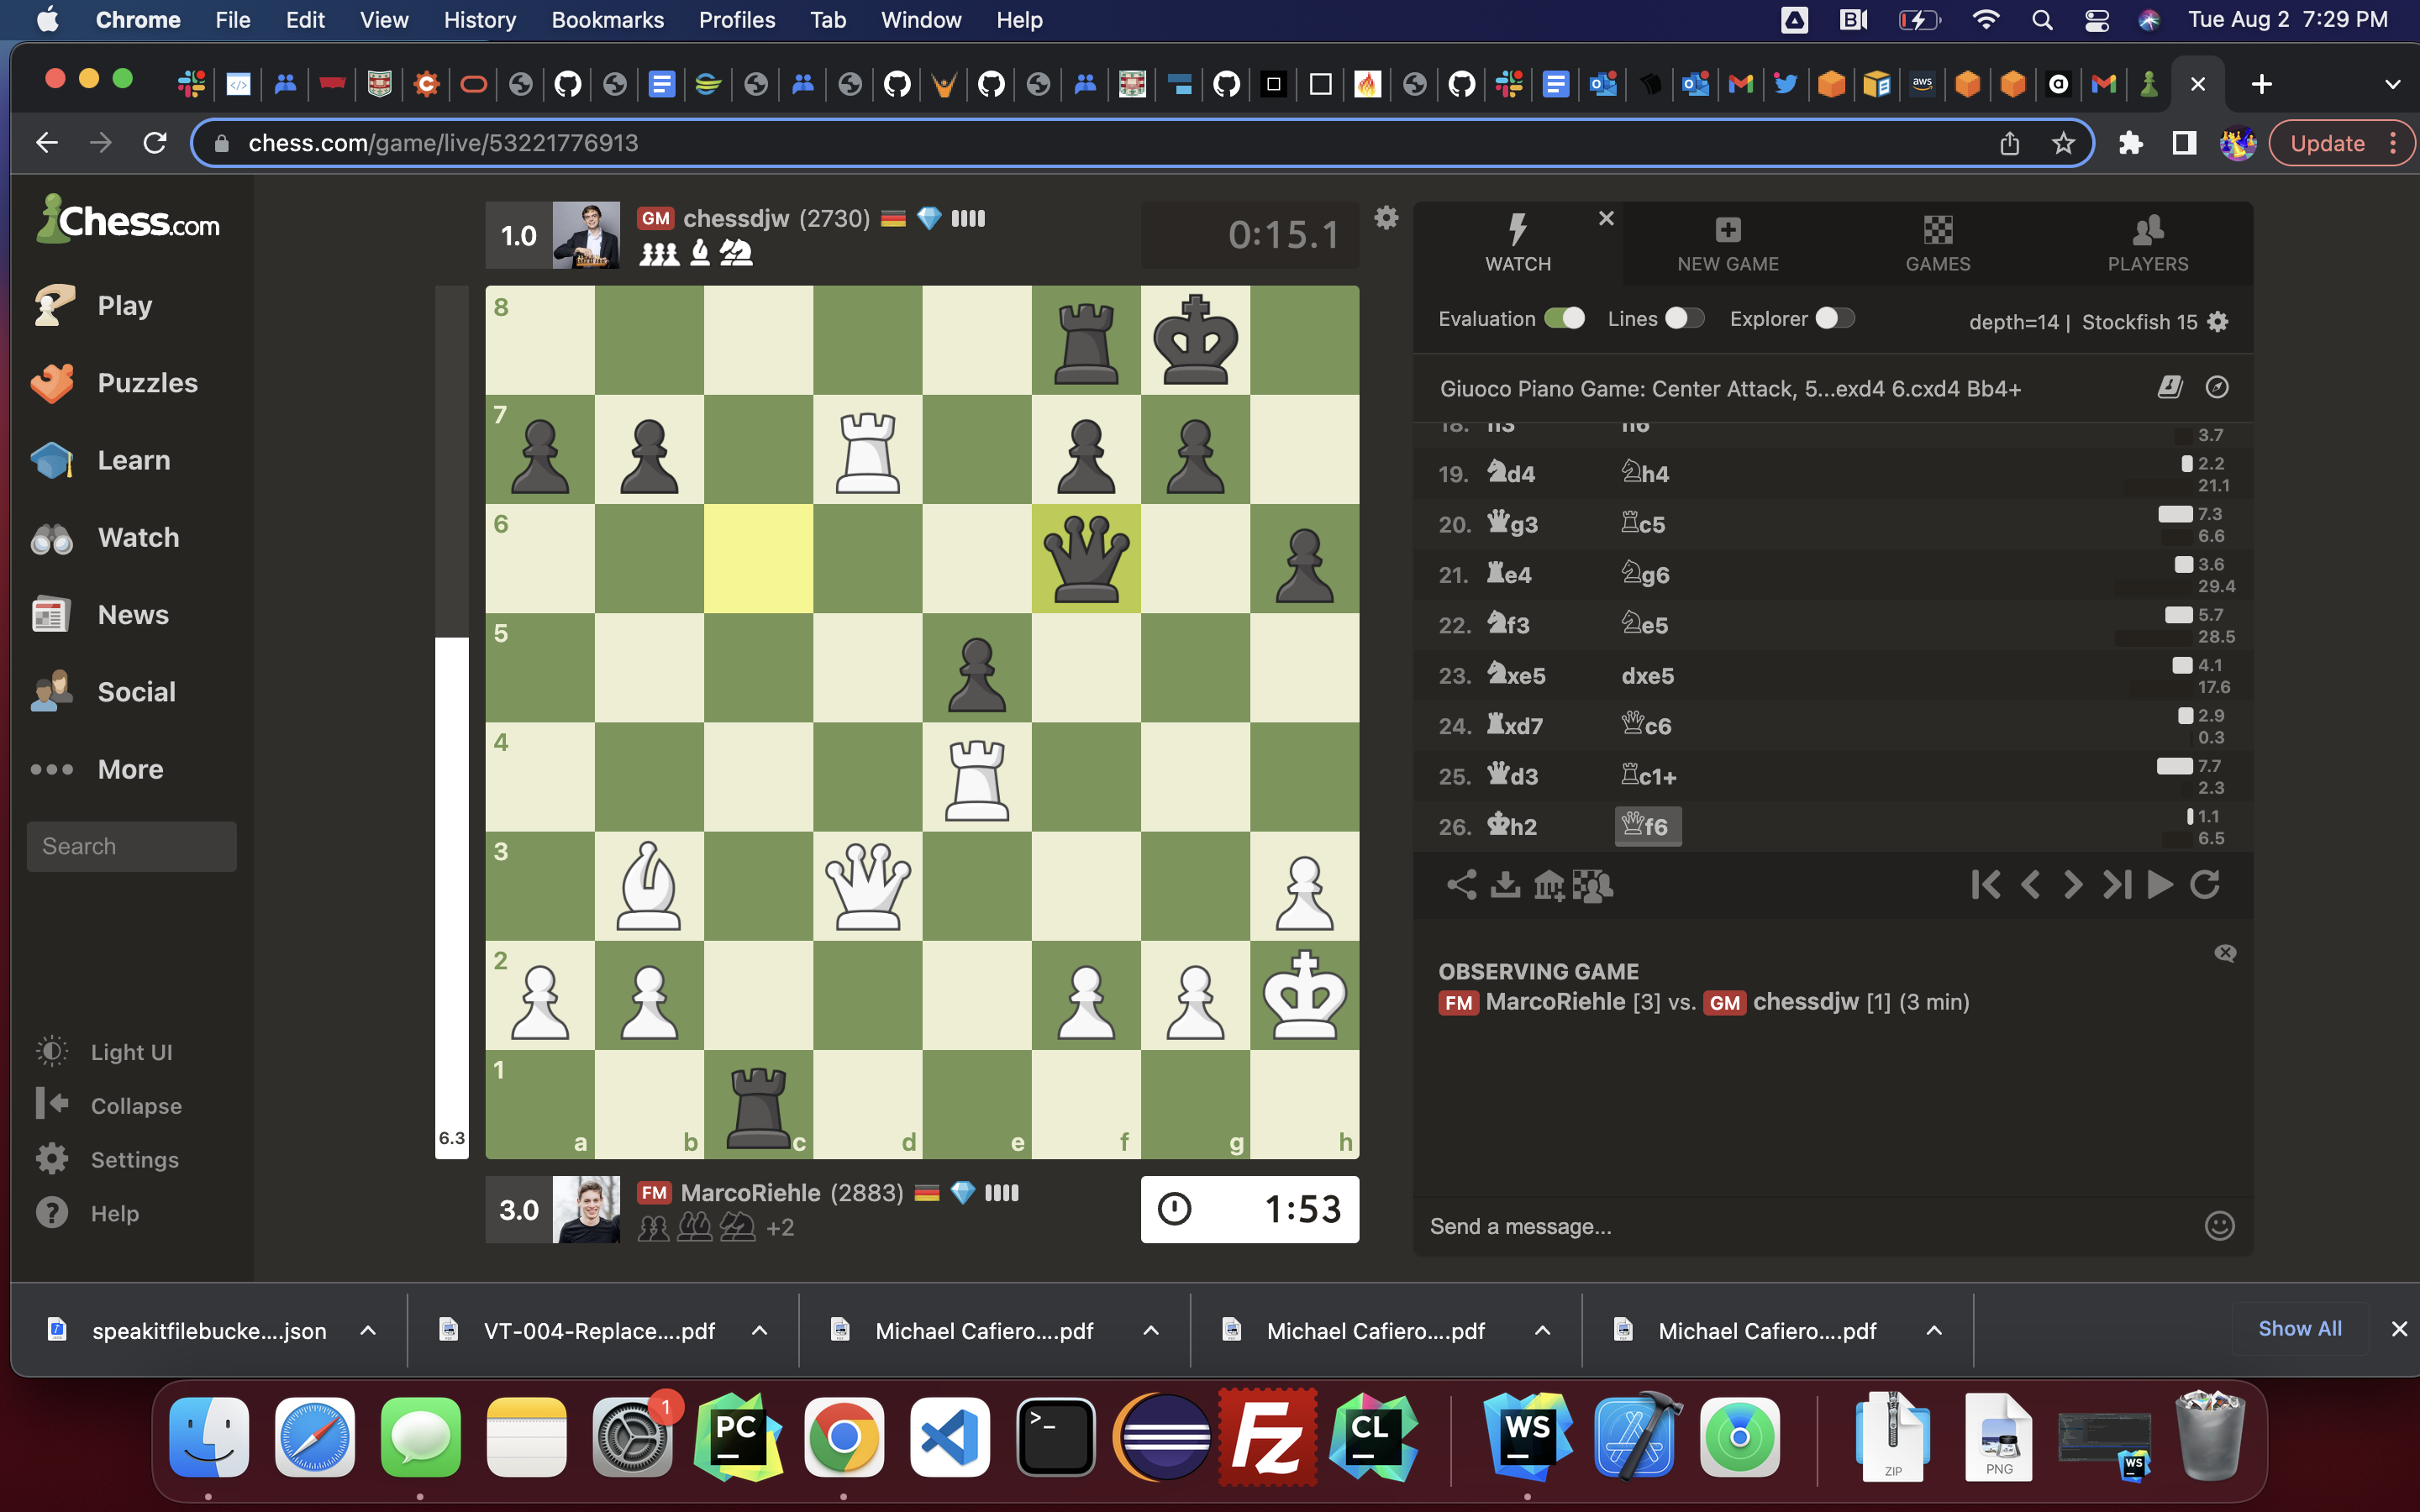 Chrome File Edit View History Bookmarks Profiles Tab Window Help Tue Aug 2 7:29 PM
aws
chess.com/game/live/53221776913 Update
Chess.com
Play
Puzzles
Learn
Watch
News
Social
More
Search
Light UI
Collapse
Settings
Help
1.0 GM chessdjw (2730) 0:15.1
8
7
6
5
4
3
2
1
a b c d e f g h
6.3
3.0 FM MarcoRiehle (2883) 1:53
+2
WATCH NEW GAME GAMES PLAYERS
Evaluation Lines Explorer depth=14 | Stockfish 15
Giuoco Piano Game: Center Attack, 5...exd4 6.cxd4 Bb4+
18. h3 h6 3.7
19. d4 h4 2.2
21.1
20. g3 c5 7.3
6.6
21. e4 g6 3.6
29.4
22. f3 e5 5.7
28.5
23. xe5 dxe5 4.1
17.6
24. xd7 c6 2.9
0.3
25. d3 c1+ 7.7
2.3
26. h2 f6 1.1
6.5
OBSERVING GAME
FM MarcoRiehle [3] vs. GM chessdjw [1] (3 min)
Send a message...
speakitfilebucke....json VT-004-Replace....pdf Michael Cafiero....pdf Michael Cafiero....pdf Michael Cafiero....pdf Show All
1
PC >_ Fz CL WS ZIP PNG WS